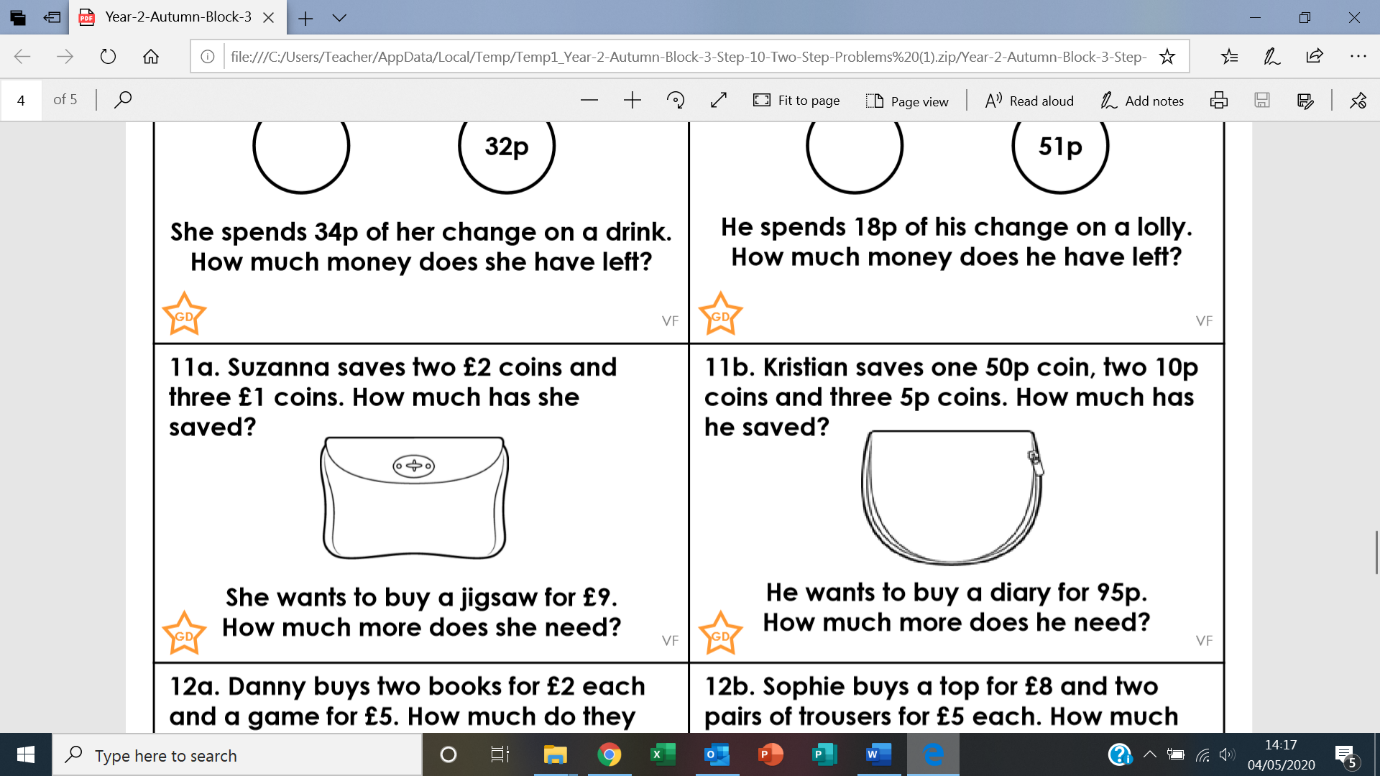 Year-2-Autumn-Block-3
file:///C:/Users/Teacher/AppData/Local/Temp/Temp1_Year-2-Autumn-Block-3-Step-10-Two-Step-Problems%20(1).zip/Year-2-Autumn-Block-3-Step-
4 of 5
Fit to page
Page view
Read aloud
Add notes
32p
51p
She spends 34p of her change on a drink.
How much money does she have left?
GD
VF
He spends 18p of his change on a lolly.
How much money does he have left?
GD
VF
11a. Suzanna saves two £2 coins and
three £1 coins. How much has she
saved?
She wants to buy a jigsaw for £9.
How much more does she need?
GD
VF
11b. Kristian saves one 50p coin, two 10p
coins and three 5p coins. How much has
he saved?
He wants to buy a diary for 95p.
How much more does he need?
GD
VF
12a. Danny buys two books for £2 each
and a game for £5. How much do they
12b. Sophie buys a top for £8 and two
pairs of trousers for £5 each. How much
Type here to search
14:17
04/05/2020
5